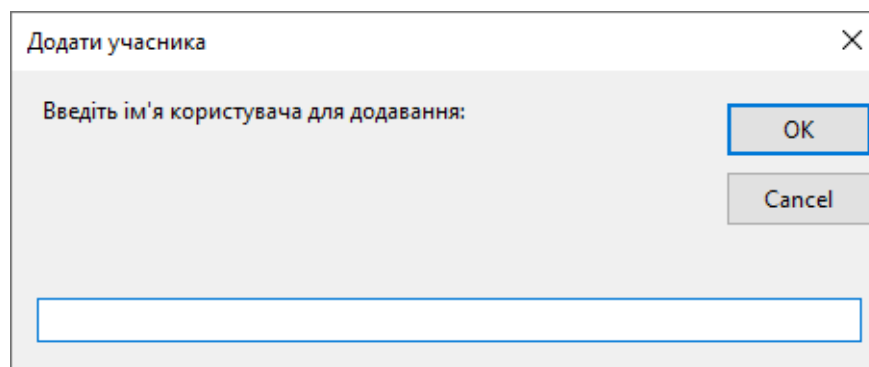 Додати учасника
Введіть ім'я користувача для додавання:
OK
Cancel